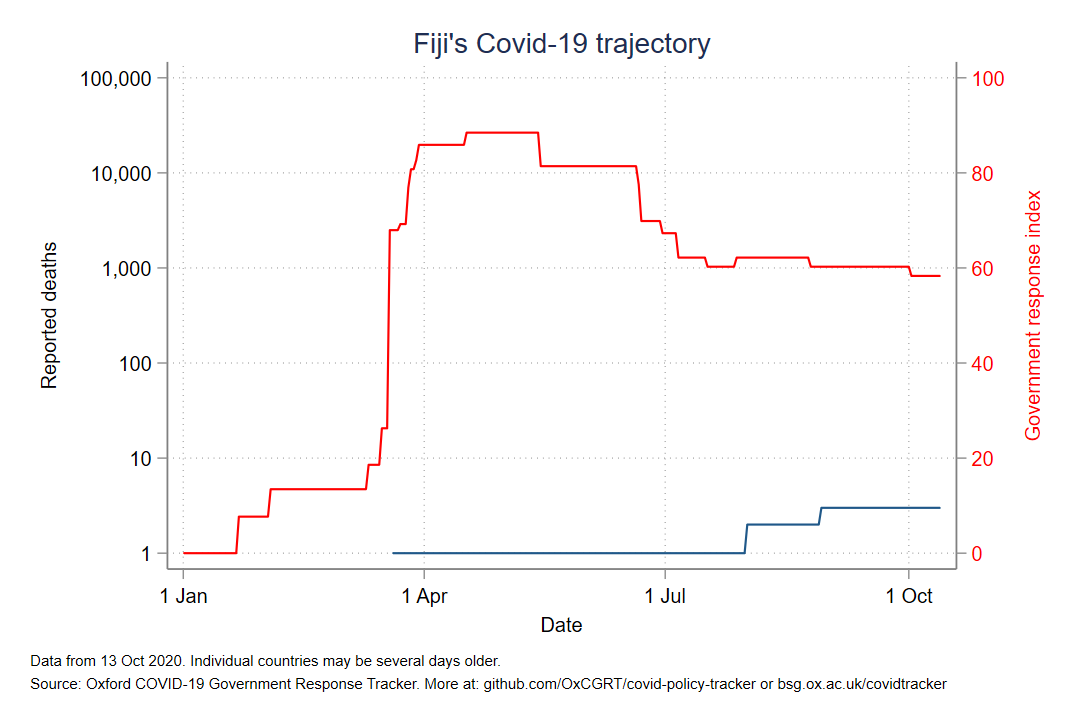 Fiji's Covid-19 trajectory
100,000
10,000
1,000
100
10
1
Reported deaths
100
80
60
40
20
0
Government response index
1 Jan
1 Apr
1 Jul
1 Oct
Date
Data from 13 Oct 2020. Individual countries may be several days older.
Source: Oxford COVID-19 Government Response Tracker. More at: github.com/OxCGRT/covid-policy-tracker or bsg.ox.ac.uk/covidtracker